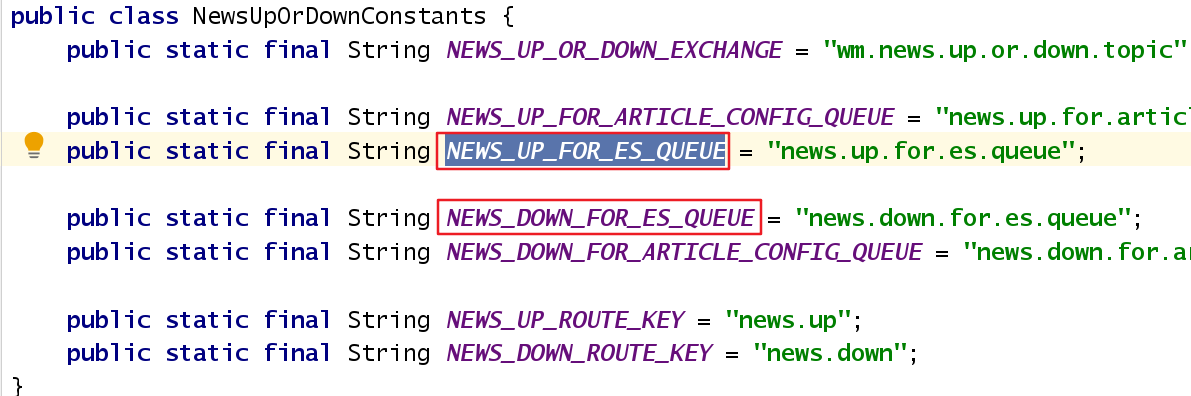 public class NewsUpOrDownConstants {
public static final String NEWS_UP_OR_DOWN_EXCHANGE = "wm.news.up.or.down.topic"
public static final String NEWS_UP_FOR_ARTICLE_CONFIG_QUEUE = "news.up.for.artic
public static final String NEWS_UP_FOR_ES_QUEUE = "news.up.for.es.queue";
public static final String NEWS_DOWN_FOR_ES_QUEUE = "news.down.for.es.queue";
public static final String NEWS_DOWN_FOR_ARTICLE_CONFIG_QUEUE = "news.down.for.ar
public static final String NEWS_UP_ROUTE_KEY = "news.up";
public static final String NEWS_DOWN_ROUTE_KEY = "news.down";
}